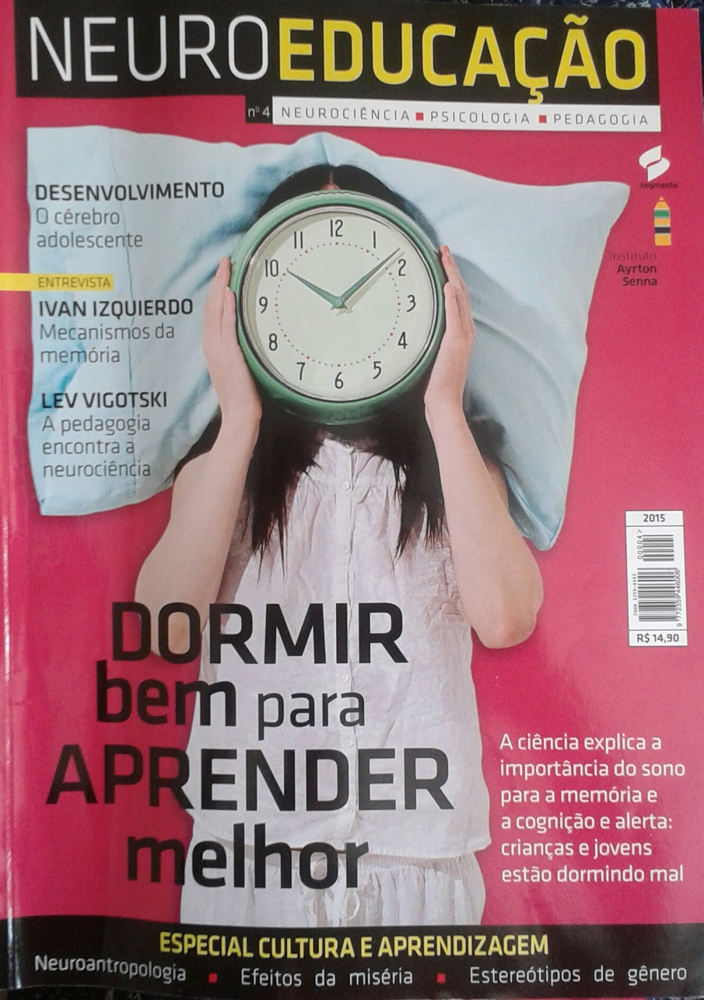 NEUROEDUCAÇÃO
nº 4 NEUROCIÊNCIA ■ PSICOLOGIA ■ PEDAGOGIA
segmento
Instituto
Ayrton
Senna
DESENVOLVIMENTO
O cérebro
adolescente
ENTREVISTA
IVAN IZQUIERDO
Mecanismos da
memória
LEV VIGOTSKI
A pedagogia
encontra a
neurociência
12
1
2
3
4
5
6
7
8
9
10
11
2015
00004>
ISSN 2359-4462
9 772359 446006
R$ 14,90
DORMIR
bem para
APRENDER
melhor
A ciência explica a
importância do sono
para a memória e
a cognição e alerta:
crianças e jovens
estão dormindo mal
ESPECIAL CULTURA E APRENDIZAGEM
Neuroantropologia ■ Efeitos da miséria ■ Estereótipos de gênero